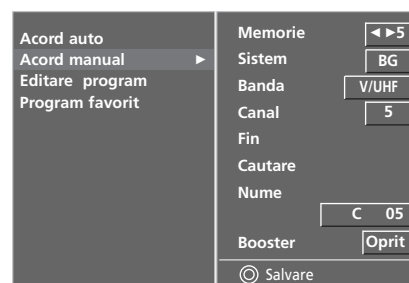 Acord auto
Acord manual ►
Editare program
Program favorit
Memorie ◄►5
Sistem BG
Banda V/UHF
Canal 5
Fin
Cautare
Nume
C 05
Booster Oprit
Salvare